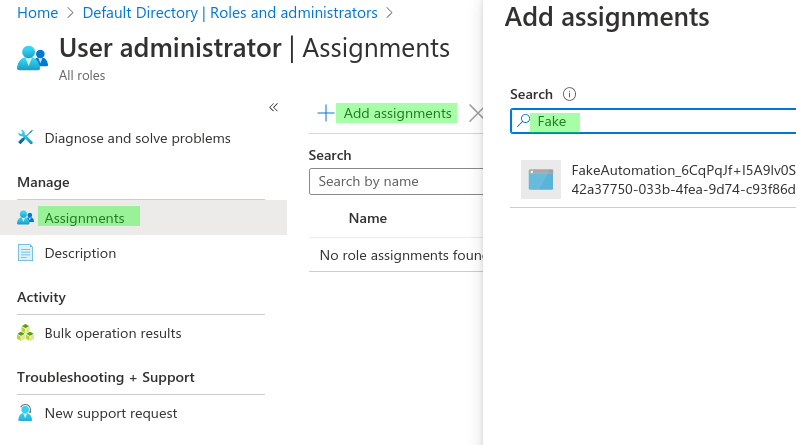 Home > Default Directory | Roles and administrators >
User administrator | Assignments
All roles
«
Diagnose and solve problems
Manage
Assignments
Description
Activity
Bulk operation results
Troubleshooting + Support
New support request
Add assignments
Search
Search by name
Name
No role assignments foun
Add assignments
Search
Fake
FakeAutomation_6CqPqJf+I5A9lv0S
42a37750-033b-4fea-9d74-c93f86d